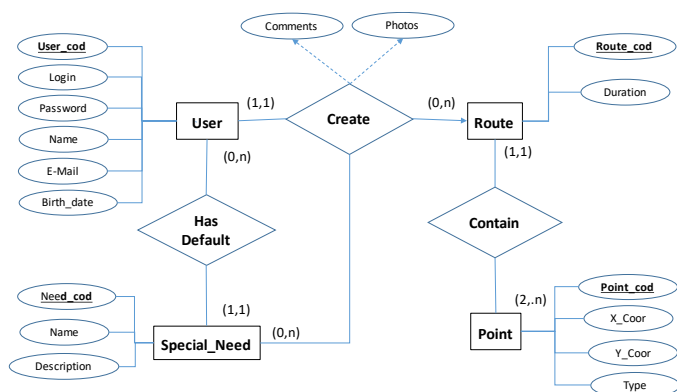 Comments
Photos
User_cod
Login
Password
Name
E-Mail
Birth_date
User
(1,1)
(0,n)
Create
(0,n)
Route
(1,1)
Route_cod
Duration
Has
Default
Contain
Need_cod
Name
Description
(1,1)
Special_Need
(0,n)
(2,.n)
Point
Point_cod
X_Coor
Y_Coor
Type